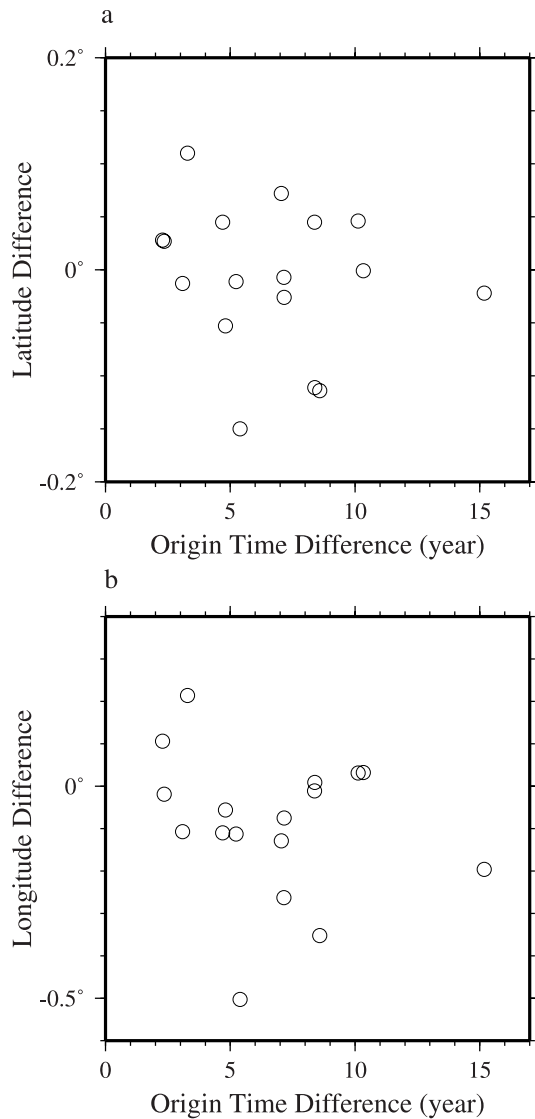 a
0.2°
0°
-0.2°
Latitude Difference
0 5 10 15
Origin Time Difference (year)
b
0°
-0.5°
Longitude Difference
0 5 10 15
Origin Time Difference (year)